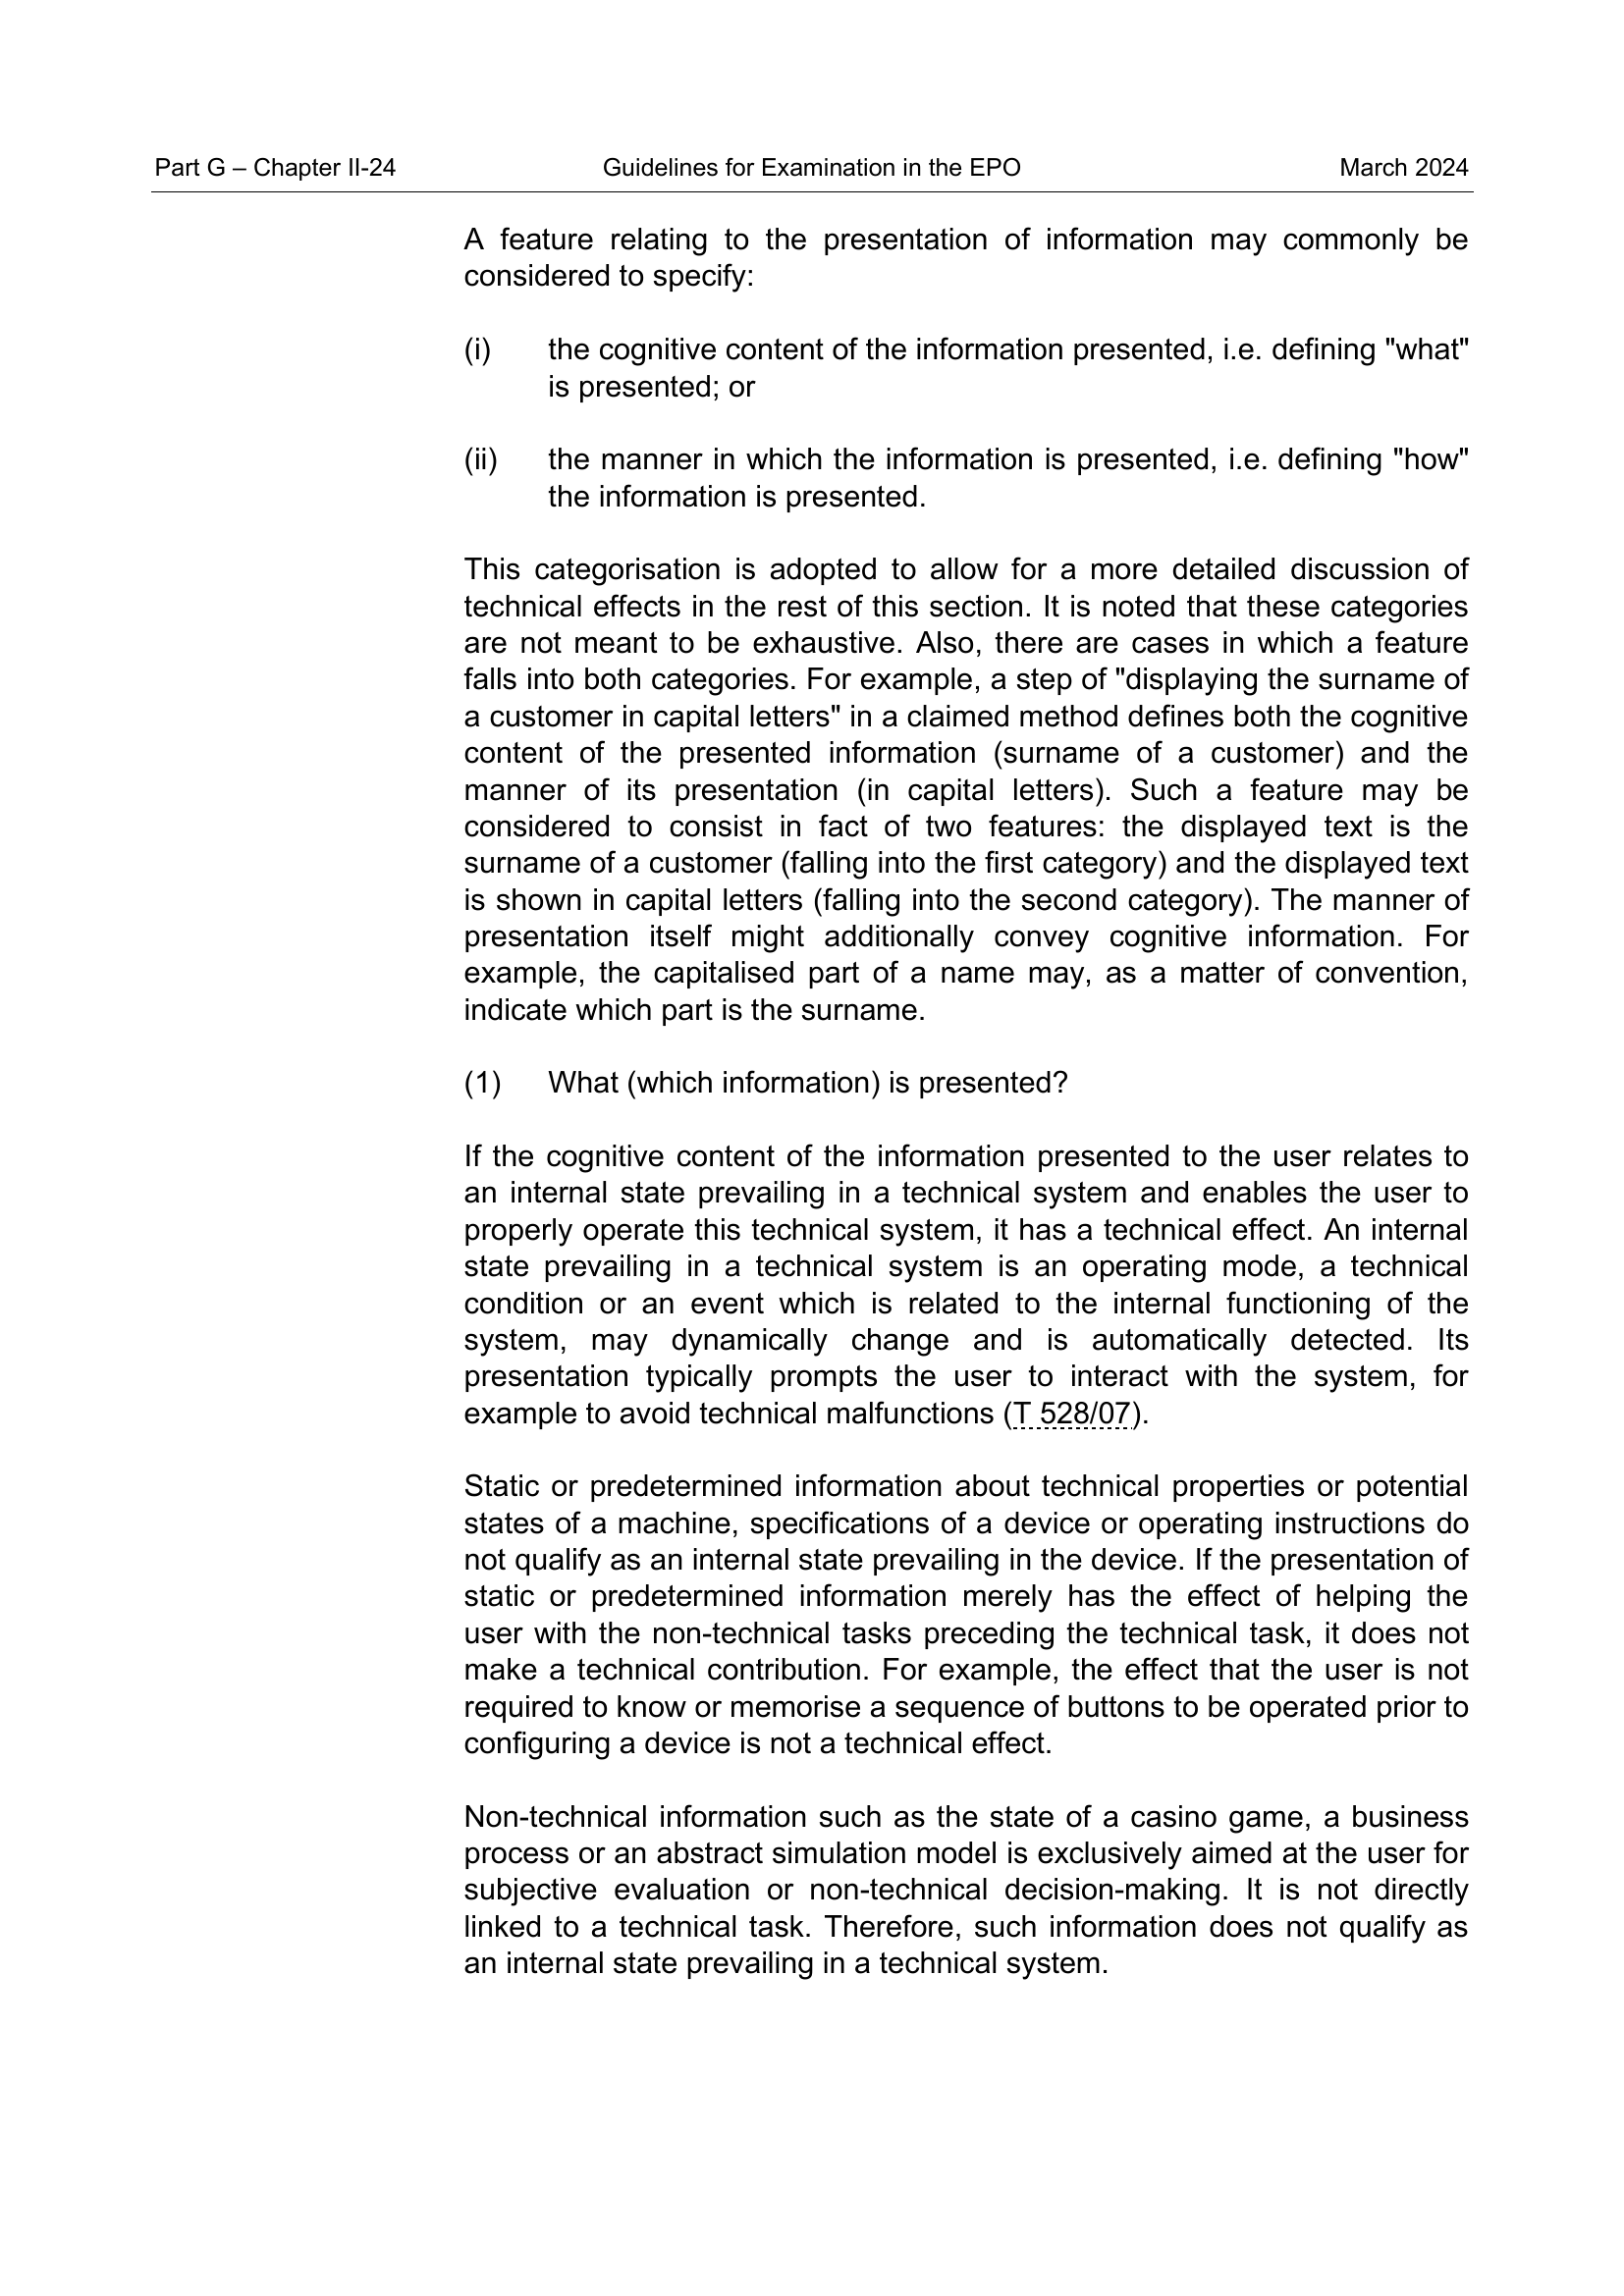 Part G – Chapter II-24 Guidelines for Examination in the EPO March 2024
A feature relating to the presentation of information may commonly be
considered to specify:
(i) the cognitive content of the information presented, i.e. defining "what"
is presented; or
(ii) the manner in which the information is presented, i.e. defining "how"
the information is presented.
This categorisation is adopted to allow for a more detailed discussion of
technical effects in the rest of this section. It is noted that these categories
are not meant to be exhaustive. Also, there are cases in which a feature
falls into both categories. For example, a step of "displaying the surname of
a customer in capital letters" in a claimed method defines both the cognitive
content of the presented information (surname of a customer) and the
manner of its presentation (in capital letters). Such a feature may be
considered to consist in fact of two features: the displayed text is the
surname of a customer (falling into the first category) and the displayed text
is shown in capital letters (falling into the second category). The manner of
presentation itself might additionally convey cognitive information. For
example, the capitalised part of a name may, as a matter of convention,
indicate which part is the surname.
(1) What (which information) is presented?
If the cognitive content of the information presented to the user relates to
an internal state prevailing in a technical system and enables the user to
properly operate this technical system, it has a technical effect. An internal
state prevailing in a technical system is an operating mode, a technical
condition or an event which is related to the internal functioning of the
system, may dynamically change and is automatically detected. Its
presentation typically prompts the user to interact with the system, for
example to avoid technical malfunctions (T 528/07).
Static or predetermined information about technical properties or potential
states of a machine, specifications of a device or operating instructions do
not qualify as an internal state prevailing in the device. If the presentation of
static or predetermined information merely has the effect of helping the
user with the non-technical tasks preceding the technical task, it does not
make a technical contribution. For example, the effect that the user is not
required to know or memorise a sequence of buttons to be operated prior to
configuring a device is not a technical effect.
Non-technical information such as the state of a casino game, a business
process or an abstract simulation model is exclusively aimed at the user for
subjective evaluation or non-technical decision-making. It is not directly
linked to a technical task. Therefore, such information does not qualify as
an internal state prevailing in a technical system.